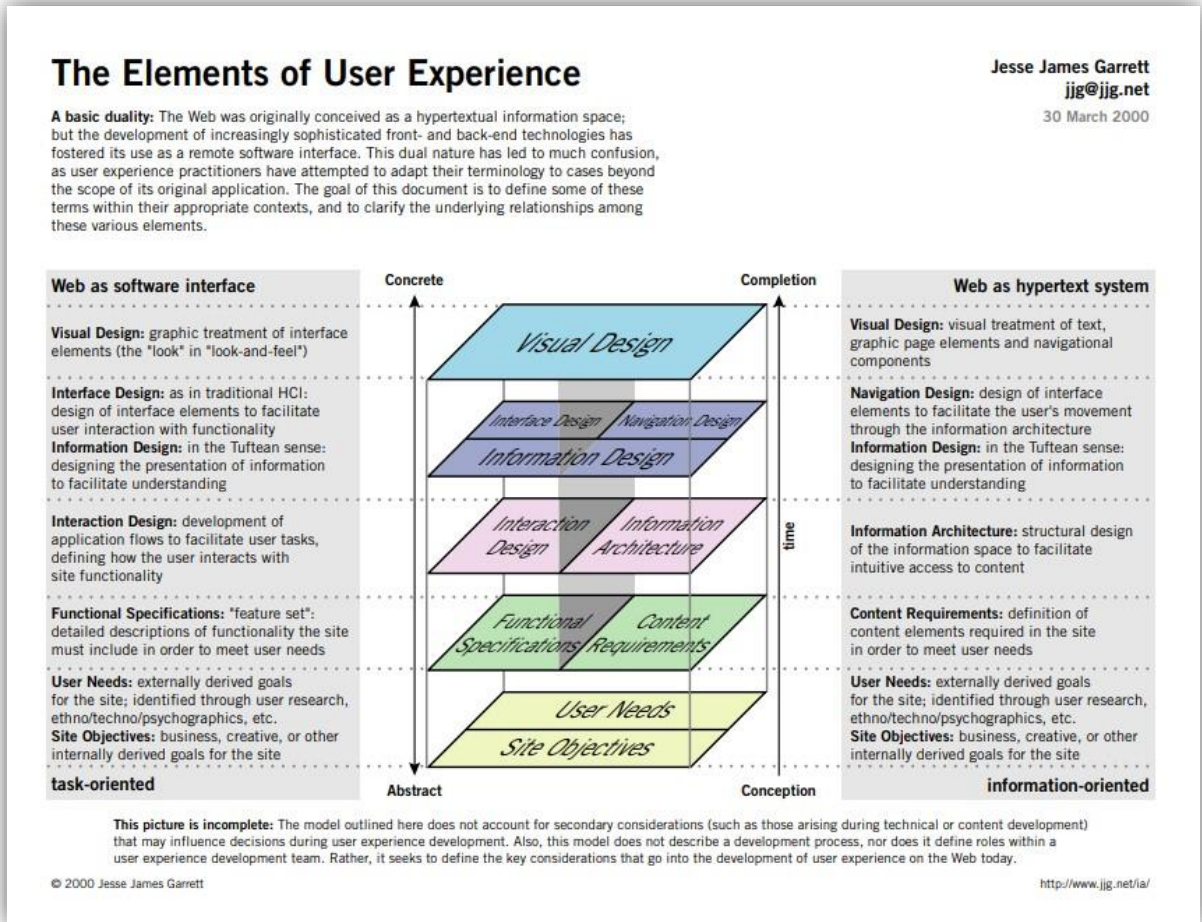 The Elements of User Experience
Jesse James Garrett
jjg@jjg.net
30 March 2000
A basic duality: The Web was originally conceived as a hypertextual information space;
but the development of increasingly sophisticated front- and back-end technologies has
fostered its use as a remote software interface. This dual nature has led to much confusion,
as user experience practitioners have attempted to adapt their terminology to cases beyond
the scope of its original application. The goal of this document is to define some of these
terms within their appropriate contexts, and to clarify the underlying relationships among
these various elements.
Web as software interface
Visual Design: graphic treatment of interface
elements (the "look" in "look-and-feel")
Interface Design: as in traditional HCI:
design of interface elements to facilitate
user interaction with functionality
Information Design: in the Tuftean sense:
designing the presentation of information
to facilitate understanding
Interaction Design: development of
application flows to facilitate user tasks,
defining how the user interacts with
site functionality
Functional Specifications: "feature set":
detailed descriptions of functionality the site
must include in order to meet user needs
User Needs: externally derived goals
for the site; identified through user research,
ethno/techno/psychographics, etc.
Site Objectives: business, creative, or other
internally derived goals for the site
task-oriented
Concrete
Completion
Visual Design
Interface Design
Navigation Design
Information Design
Interaction
Design
Information
Architecture
time
Functional
Specifications
Content
Requirements
User Needs
Site Objectives
Abstract
Conception
Web as hypertext system
Visual Design: visual treatment of text,
graphic page elements and navigational
components
Navigation Design: design of interface
elements to facilitate the user's movement
through the information architecture
Information Design: in the Tuftean sense:
designing the presentation of information
to facilitate understanding
Information Architecture: structural design
of the information space to facilitate
intuitive access to content
Content Requirements: definition of
content elements required in the site
in order to meet user needs
User Needs: externally derived goals
for the site; identified through user research,
ethno/techno/psychographics, etc.
Site Objectives: business, creative, or other
internally derived goals for the site
information-oriented
This picture is incomplete: The model outlined here does not account for secondary considerations (such as those arising during technical or content development)
that may influence decisions during user experience development. Also, this model does not describe a development process, nor does it define roles within a
user experience development team. Rather, it seeks to define the key considerations that go into the development of user experience on the Web today.
© 2000 Jesse James Garrett
http://www.jjg.net/ia/